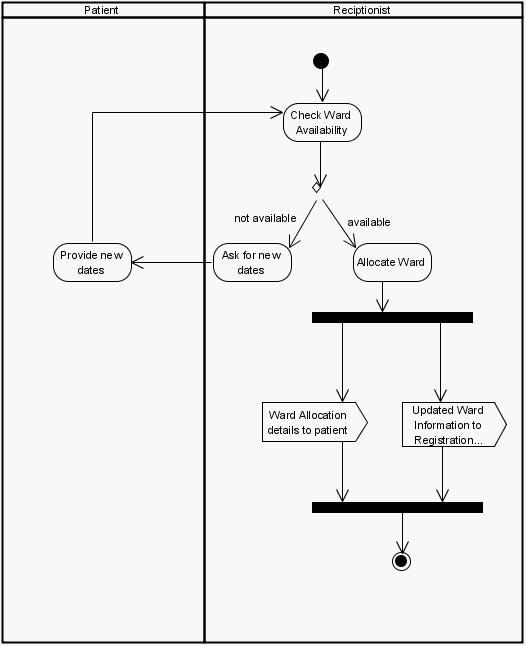 Patient
Reciptionist
Check Ward
Availability
not available
available
Provide new
dates
Ask for new
dates
Allocate Ward
Ward Allocation
details to patient
Updated Ward
Information to
Registration...